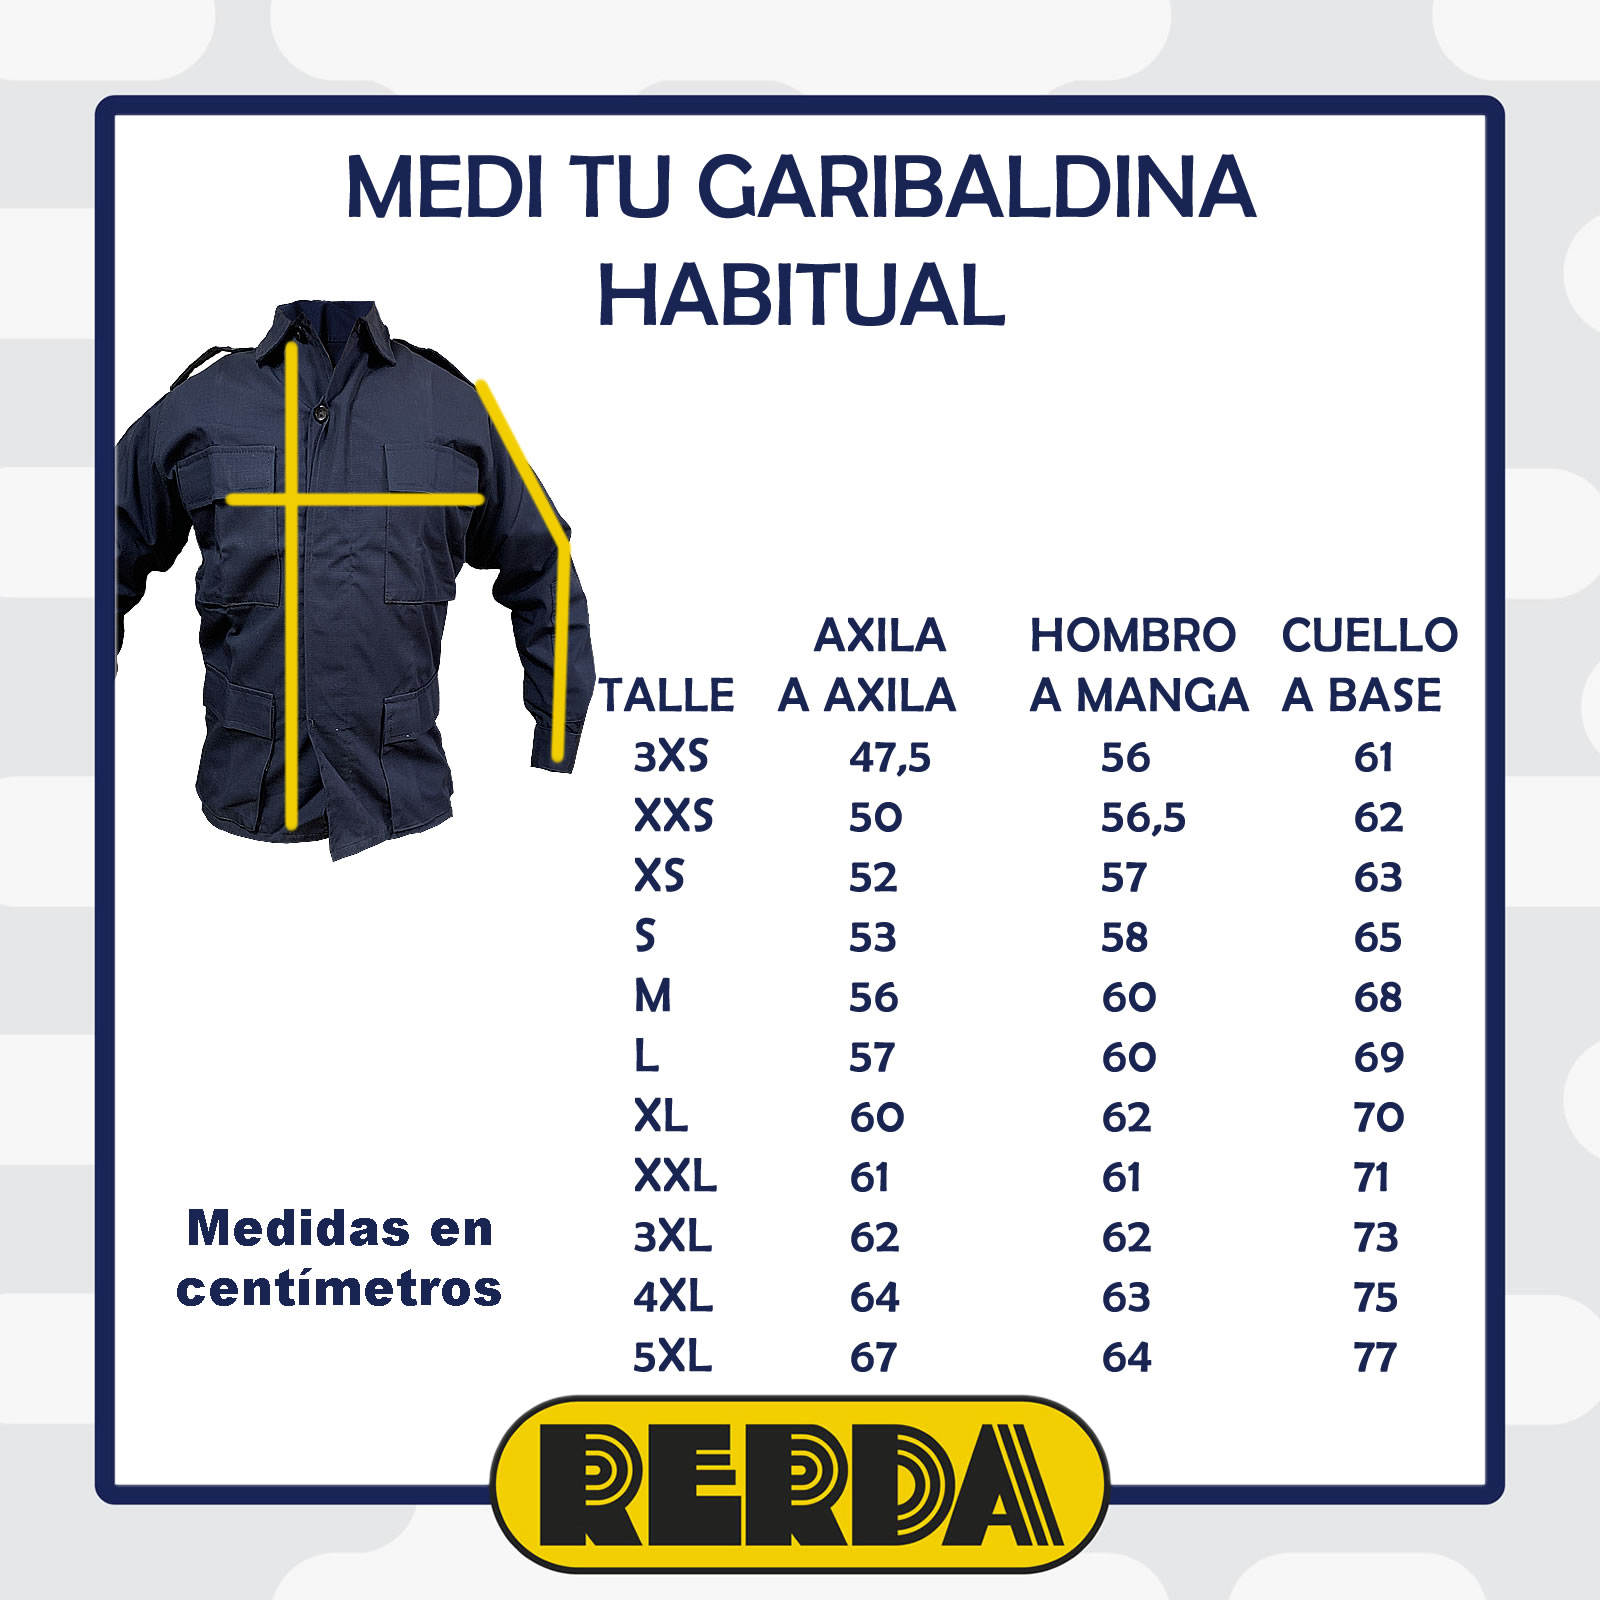 MEDI TU GARIBALDINA
HABITUAL
AXILA HOMBRO CUELLO
TALLE A AXILA A MANGA A BASE
3XS 47,5 56 61
XXS 50 56,5 62
XS 52 57 63
S 53 58 65
M 56 60 68
L 57 60 69
XL 60 62 70
XXL 61 61 71
3XL 62 62 73
4XL 64 63 75
5XL 67 64 77
Medidas en
centímetros
RERDA